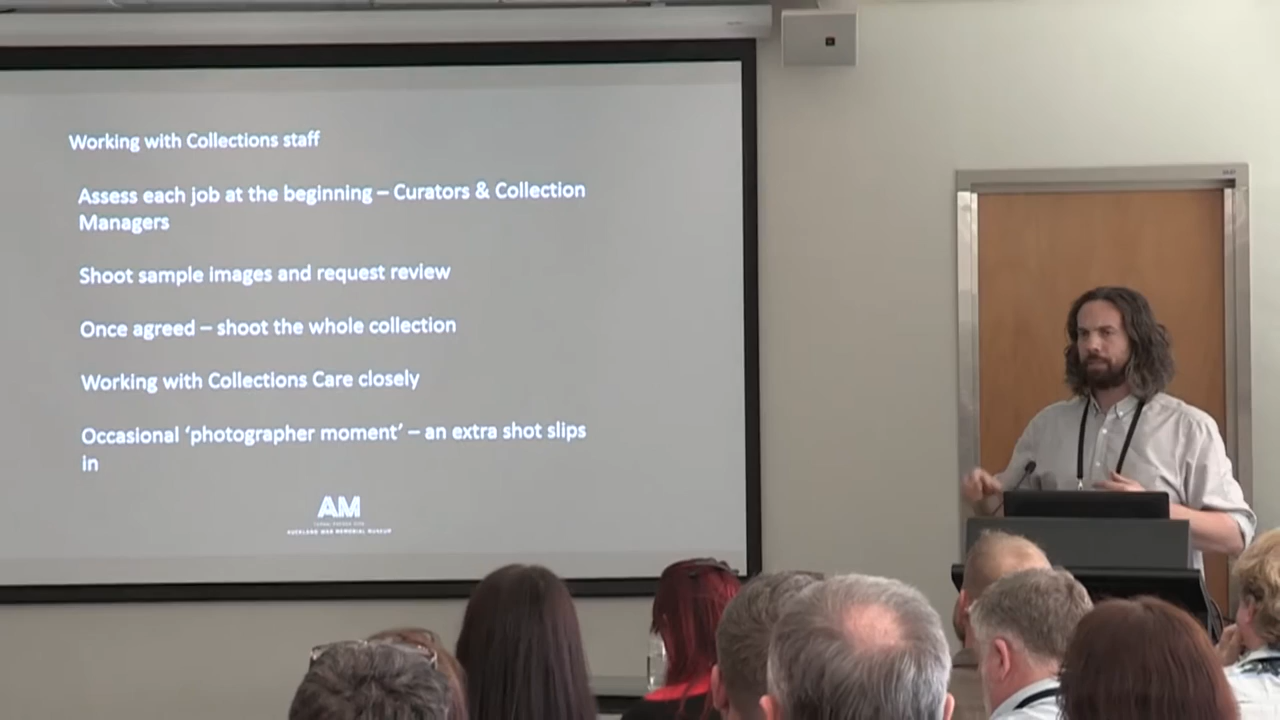 Working with Collections staff
Assess each job at the beginning – Curators & Collection
Managers
Shoot sample images and request review
Once agreed – shoot the whole collection
Working with Collections Care closely
Occasional ‘photographer moment’ – an extra shot slips
in
AM
AUCKLAND WAR MEMORIAL MUSEUM